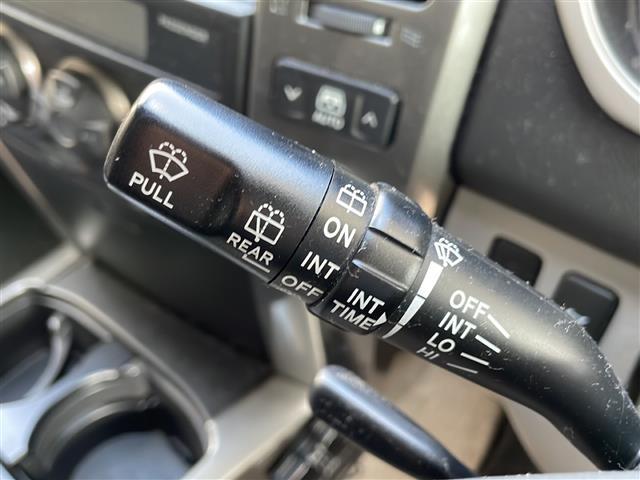 AUTO
PULL
REAR
ON
INT
OFF
INT
TIME
OFF
INT
LO
HI